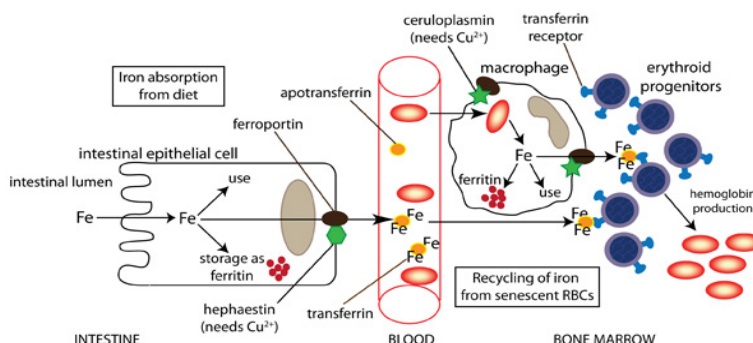 ceruloplasmin
(needs Cu²⁺)
transferrin
receptor
macrophage
erythroid
progenitors
Iron absorption
from diet
apotransferrin
ferroportin
intestinal epithelial cell
intestinal lumen
use
Fe
Fe
storage as
ferritin
hephaestin
(needs Cu²⁺)
transferrin
Fe
Fe
Fe
Fe
Fe
ferritin
use
Fe
Fe
Fe
Fe
hemoglobin
production
Recycling of iron
from senescent RBCs
INTESTINE
BLOOD
BONE MARROW